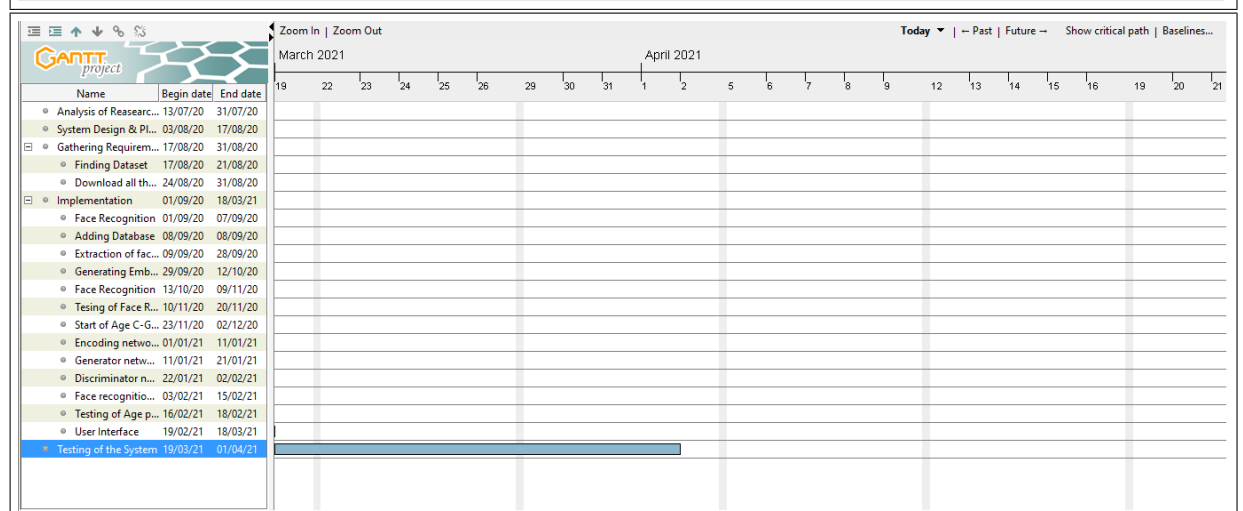 Zoom In | Zoom Out Today ▼ | ← Past | Future → Show critical path | Baselines...
GANTT project
March 2021 April 2021
Name Begin date End date 19 22 23 24 25 26 29 30 31 1 2 5 6 7 8 9 12 13 14 15 16 19 20 21
Analysis of Reasearc... 13/07/20 31/07/20
System Design & Pl... 03/08/20 17/08/20
Gathering Requirem... 17/08/20 31/08/20
Finding Dataset 17/08/20 21/08/20
Download all th... 24/08/20 31/08/20
Implementation 01/09/20 18/03/21
Face Recognition 01/09/20 07/09/20
Adding Database 08/09/20 08/09/20
Extraction of fac... 09/09/20 28/09/20
Generating Emb... 29/09/20 12/10/20
Face Recognition 13/10/20 09/11/20
Tesing of Face R... 10/11/20 20/11/20
Start of Age C-G... 23/11/20 02/12/20
Encoding netwo... 01/01/21 11/01/21
Generator netw... 11/01/21 21/01/21
Discriminator n... 22/01/21 02/02/21
Face recognitio... 03/02/21 15/02/21
Testing of Age p... 16/02/21 18/02/21
User Interface 19/02/21 18/03/21
Testing of the System 19/03/21 01/04/21